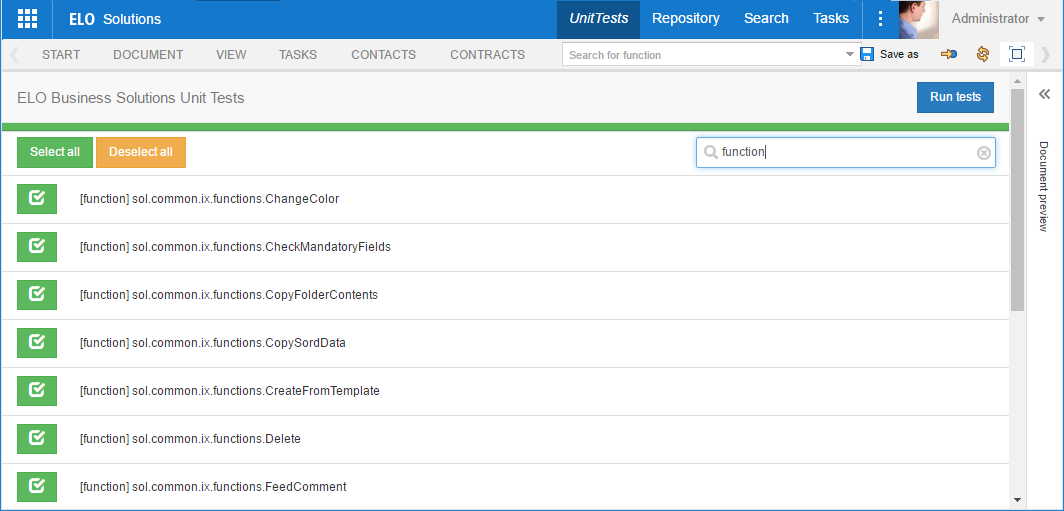 ELO Solutions UnitTests Repository Search Tasks Administrator
START DOCUMENT VIEW TASKS CONTACTS CONTRACTS Search for function Save as
ELO Business Solutions Unit Tests Run tests
Select all Deselect all function
[function] sol.common.ix.functions.ChangeColor
[function] sol.common.ix.functions.CheckMandatoryFields
[function] sol.common.ix.functions.CopyFolderContents
[function] sol.common.ix.functions.CopySordData
[function] sol.common.ix.functions.CreateFromTemplate
[function] sol.common.ix.functions.Delete
[function] sol.common.ix.functions.FeedComment
Document preview